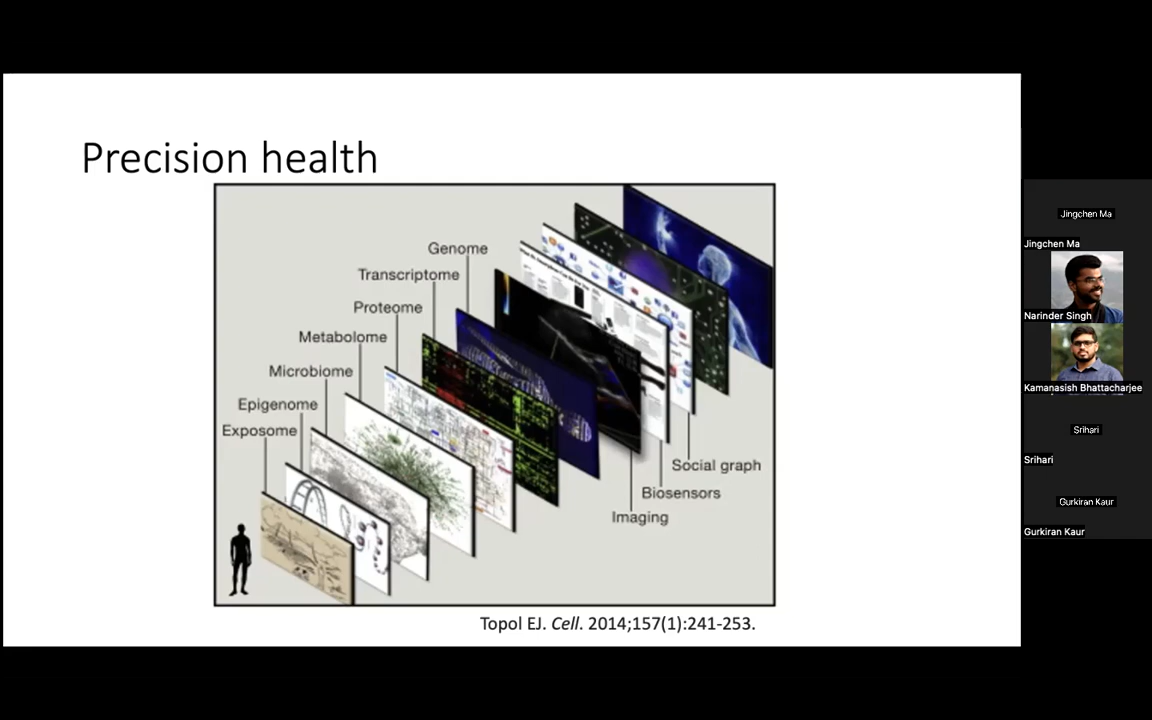 Precision health
Genome
Transcriptome
Proteome
Metabolome
Microbiome
Epigenome
Exposome
Social graph
Biosensors
Imaging
Topol EJ. Cell. 2014;157(1):241-253.
Jingchen Ma
Jingchen Ma
Narinder Singh
Kamanasish Bhattacharjee
Srihari
Srihari
Gurkiran Kaur
Gurkiran Kaur